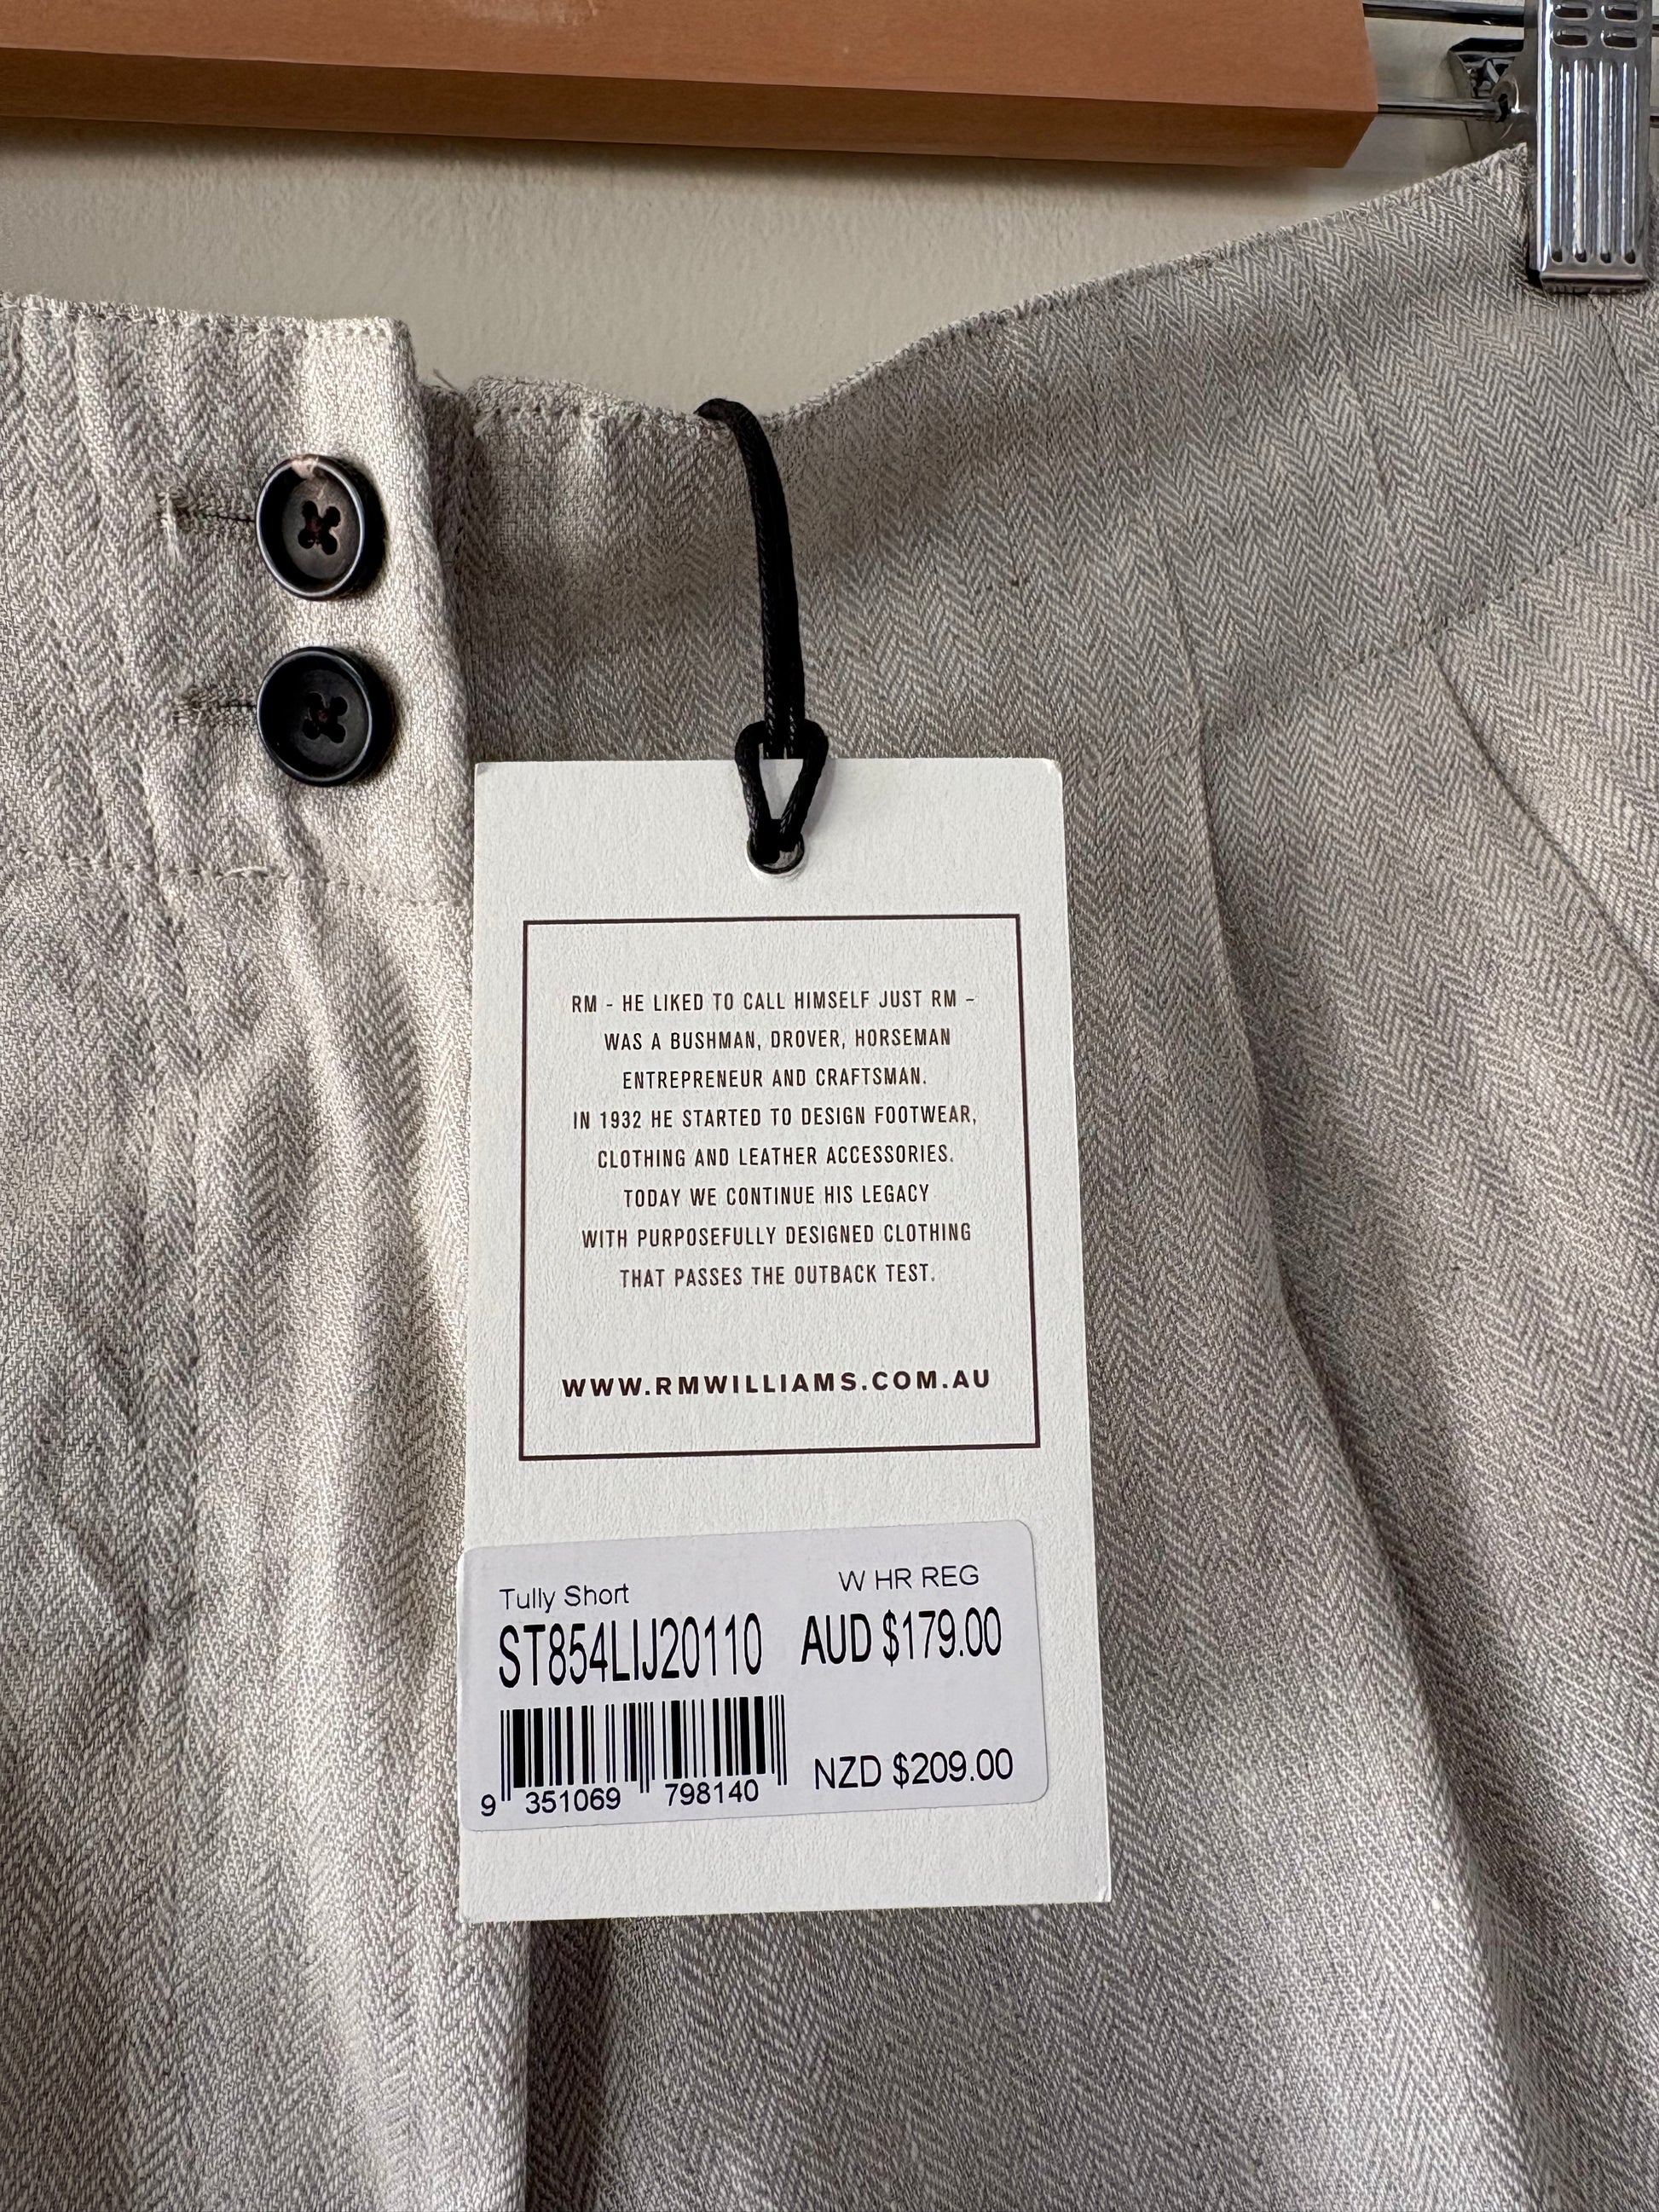 RM - HE LIKED TO CALL HIMSELF JUST RM -
WAS A BUSHMAN, DROVER, HORSEMAN
ENTREPRENEUR AND CRAFTSMAN.
IN 1932 HE STARTED TO DESIGN FOOTWEAR,
CLOTHING AND LEATHER ACCESSORIES.
TODAY WE CONTINUE HIS LEGACY
WITH PURPOSEFULLY DESIGNED CLOTHING
THAT PASSES THE OUTBACK TEST.
WWW.RMWILLIAMS.COM.AU
Tully Short W HR REG
ST854LIJ20110 AUD $179.00
NZD $209.00
9 351069 798140